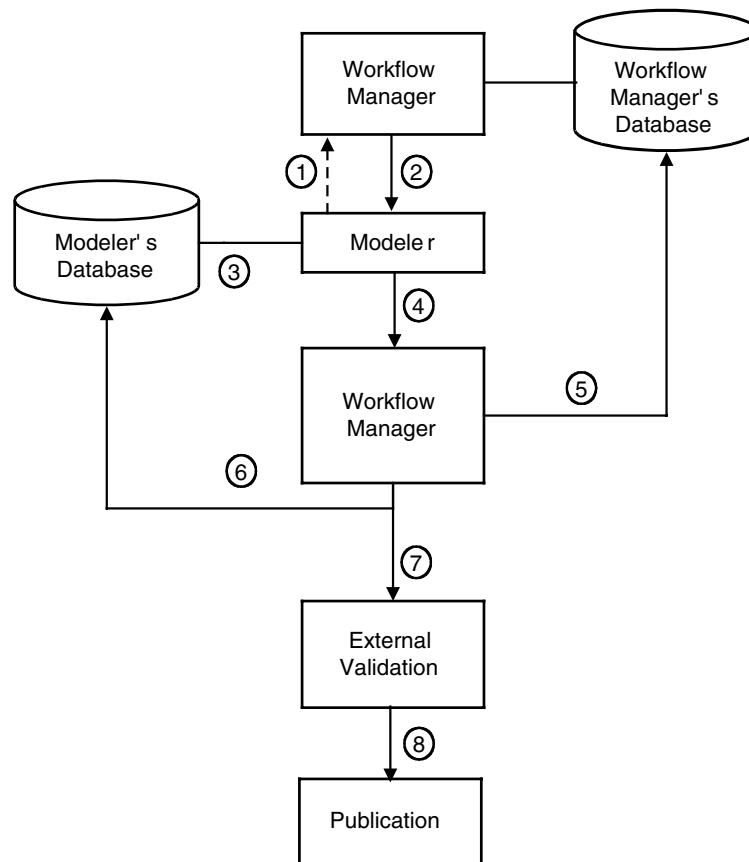 Workflow
Manager
Workflow
Manager's
Database
1
2
Modeler's
Database
Modeler
3
4
Workflow
Manager
5
6
7
External
Validation
8
Publication